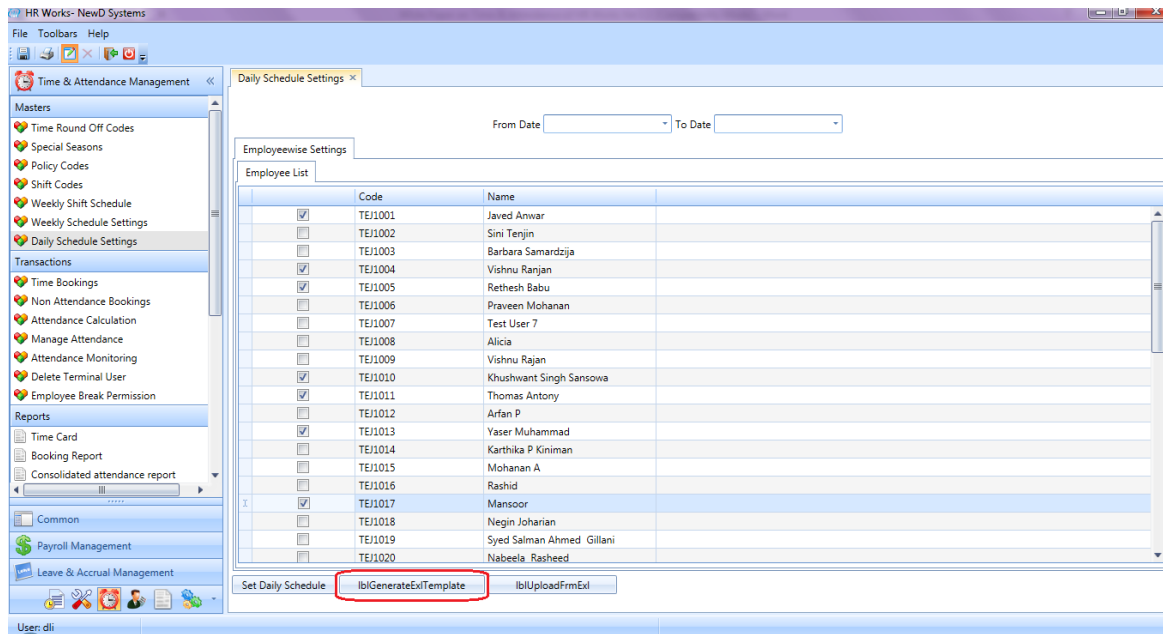 HR Works- NewD Systems
File Toolbars Help
Time & Attendance Management «
Masters
Time Round Off Codes
Special Seasons
Policy Codes
Shift Codes
Weekly Shift Schedule
Weekly Schedule Settings
Daily Schedule Settings
Transactions
Time Bookings
Non Attendance Bookings
Attendance Calculation
Manage Attendance
Attendance Monitoring
Delete Terminal User
Employee Break Permission
Reports
Time Card
Booking Report
Consolidated attendance report
Common
Payroll Management
Leave & Accrual Management
Daily Schedule Settings ×
From Date To Date
Employeewise Settings
Employee List
Code Name
TEJ1001 Javed Anwar
TEJ1002 Sini Tenjin
TEJ1003 Barbara Samardzija
TEJ1004 Vishnu Ranjan
TEJ1005 Rethesh Babu
TEJ1006 Praveen Mohanan
TEJ1007 Test User 7
TEJ1008 Alicia
TEJ1009 Vishnu Rajan
TEJ1010 Khushwant Singh Sansowa
TEJ1011 Thomas Antony
TEJ1012 Arfan P
TEJ1013 Yaser Muhammad
TEJ1014 Karthika P Kiniman
TEJ1015 Mohanan A
TEJ1016 Rashid
TEJ1017 Mansoor
TEJ1018 Negin Joharian
TEJ1019 Syed Salman Ahmed Gillani
TEJ1020 Nabeela Rasheed
Set Daily Schedule lblGenerateExlTemplate lblUploadFrmExl
User: dli